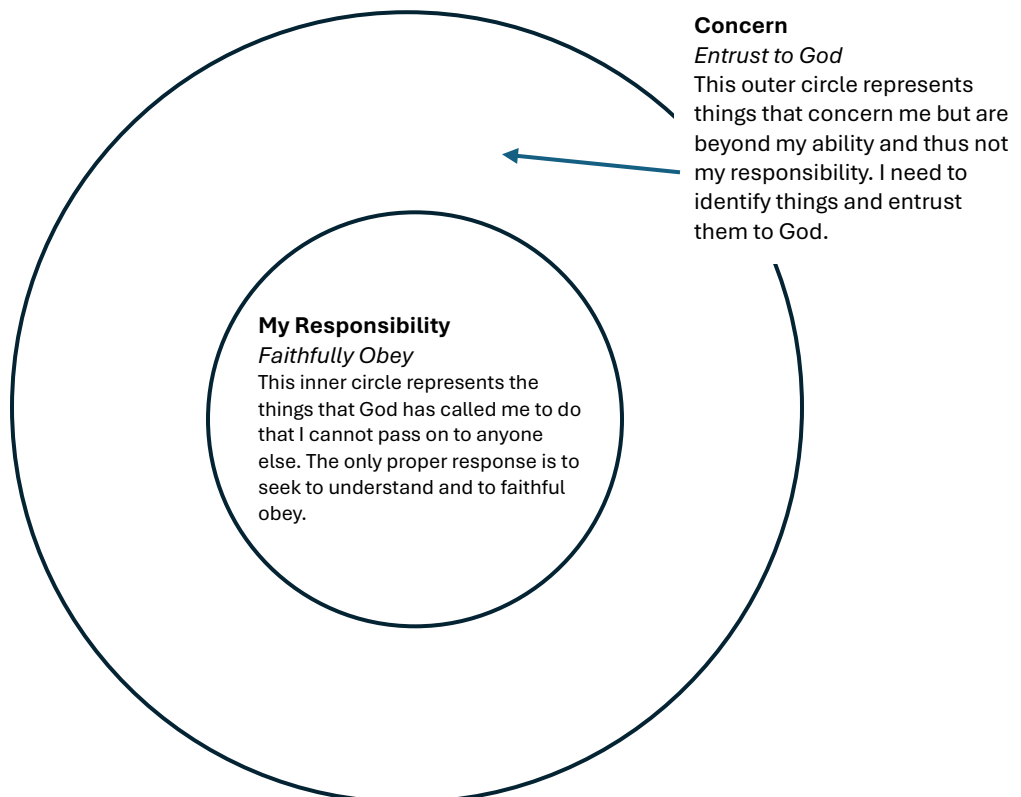 Concern
Entrust to God
This outer circle represents
things that concern me but are
beyond my ability and thus not
my responsibility. I need to
identify things and entrust
them to God.
My Responsibility
Faithfully Obey
This inner circle represents the
things that God has called me to do
that I cannot pass on to anyone
else. The only proper response is to
seek to understand and to faithful
obey.